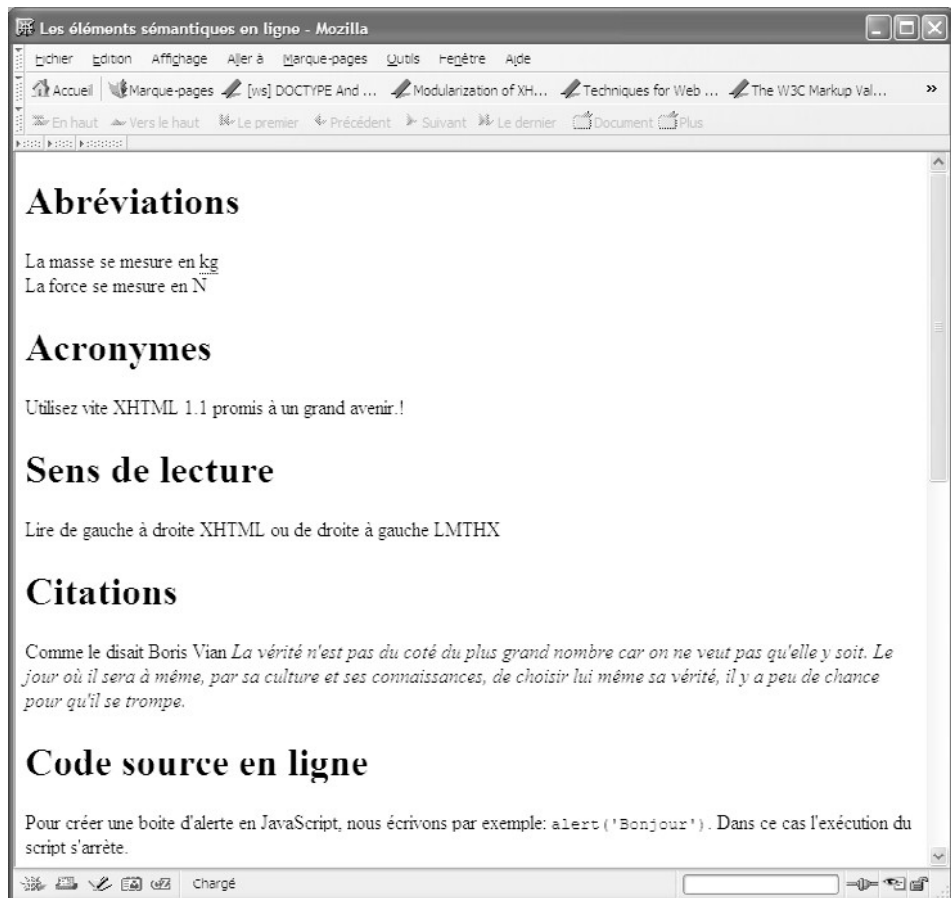 Les éléments sémantiques en ligne - Mozilla
Fichier Edition Affichage Aller à Marque-pages Outils Fenêtre Aide
Accueil Marque-pages [ws] DOCTYPE And ... Modularization of XH... Techniques for Web ... The W3C Markup Val... »
En haut Vers le haut Le premier Précédent Suivant Le dernier Document Plus
Abréviations
La masse se mesure en kg
La force se mesure en N
Acronymes
Utilisez vite XHTML 1.1 promis à un grand avenir.!
Sens de lecture
Lire de gauche à droite XHTML ou de droite à gauche LMTHX
Citations
Comme le disait Boris Vian La vérité n'est pas du coté du plus grand nombre car on ne veut pas qu'elle y soit. Le
jour où il sera à même, par sa culture et ses connaissances, de choisir lui même sa vérité, il y a peu de chance
pour qu'il se trompe.
Code source en ligne
Pour créer une boite d'alerte en JavaScript, nous écrivons par exemple: alert('Bonjour'). Dans ce cas l'exécution du
script s'arrète.
Chargé